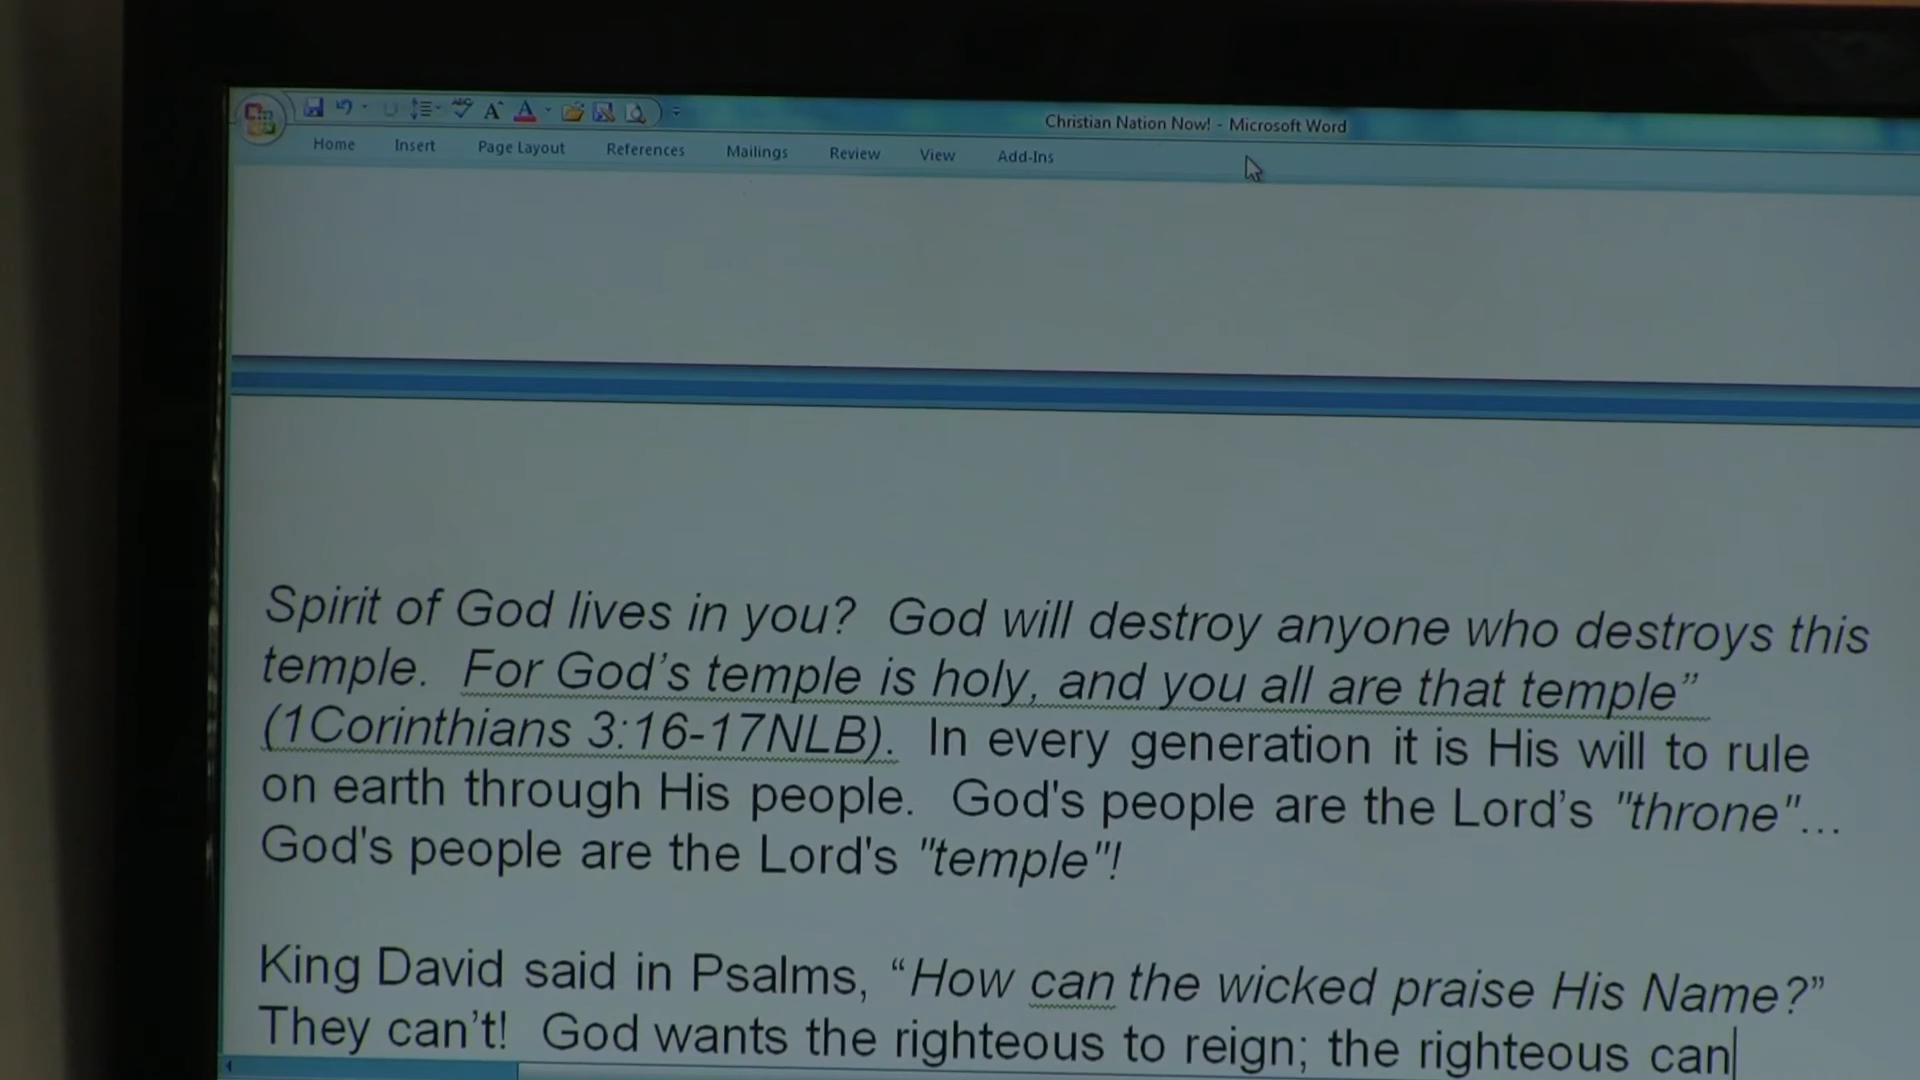 Christian Nation Now! - Microsoft Word
Home Insert Page Layout References Mailings Review View Add-Ins
Spirit of God lives in you?  God will destroy anyone who destroys this
temple.  For God’s temple is holy, and you all are that temple”
(1Corinthians 3:16-17NLB).  In every generation it is His will to rule
on earth through His people.  God's people are the Lord’s "throne"...
God's people are the Lord's "temple"!
King David said in Psalms, “How can the wicked praise His Name?”
They can’t!  God wants the righteous to reign; the righteous can